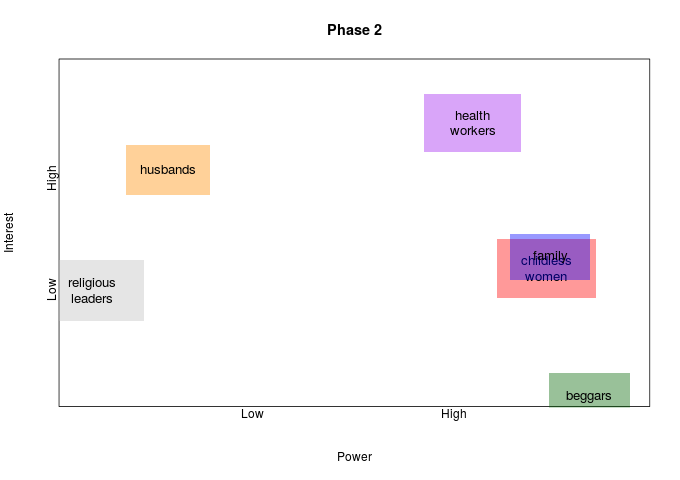 Phase 2
health
workers
husbands
High
Interest
family
childless
women
religious
leaders
Low
beggars
Low
High
Power